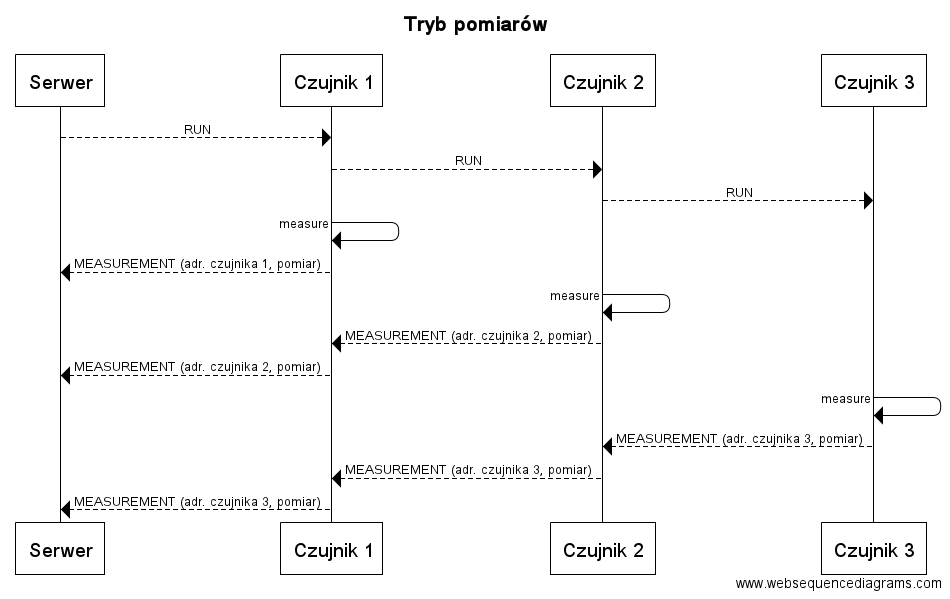 Tryb pomiarów
Serwer
Czujnik 1
Czujnik 2
Czujnik 3
RUN
RUN
RUN
measure
MEASUREMENT (adr. czujnika 1, pomiar)
measure
MEASUREMENT (adr. czujnika 2, pomiar)
MEASUREMENT (adr. czujnika 2, pomiar)
measure
MEASUREMENT (adr. czujnika 3, pomiar)
MEASUREMENT (adr. czujnika 3, pomiar)
MEASUREMENT (adr. czujnika 3, pomiar)
Serwer
Czujnik 1
Czujnik 2
Czujnik 3
www.websequencediagrams.com